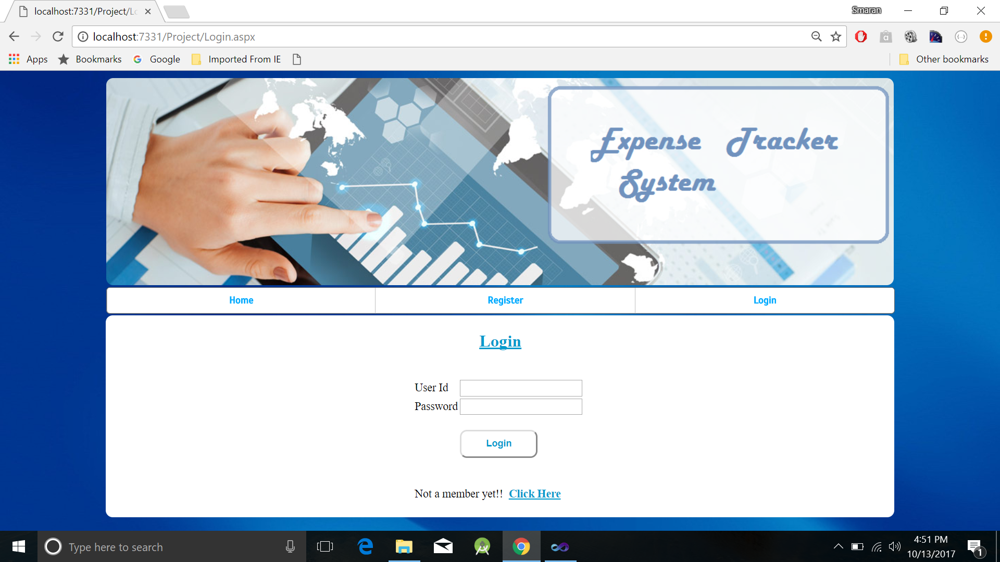 localhost:7331/Project/Lo
Smaran
localhost:7331/Project/Login.aspx
Apps Bookmarks Google Imported From IE Other bookmarks
Expense Tracker
System
Home Register Login
Login
User Id
Password
Login
Not a member yet!! Click Here
Type here to search
4:51 PM
10/13/2017
1